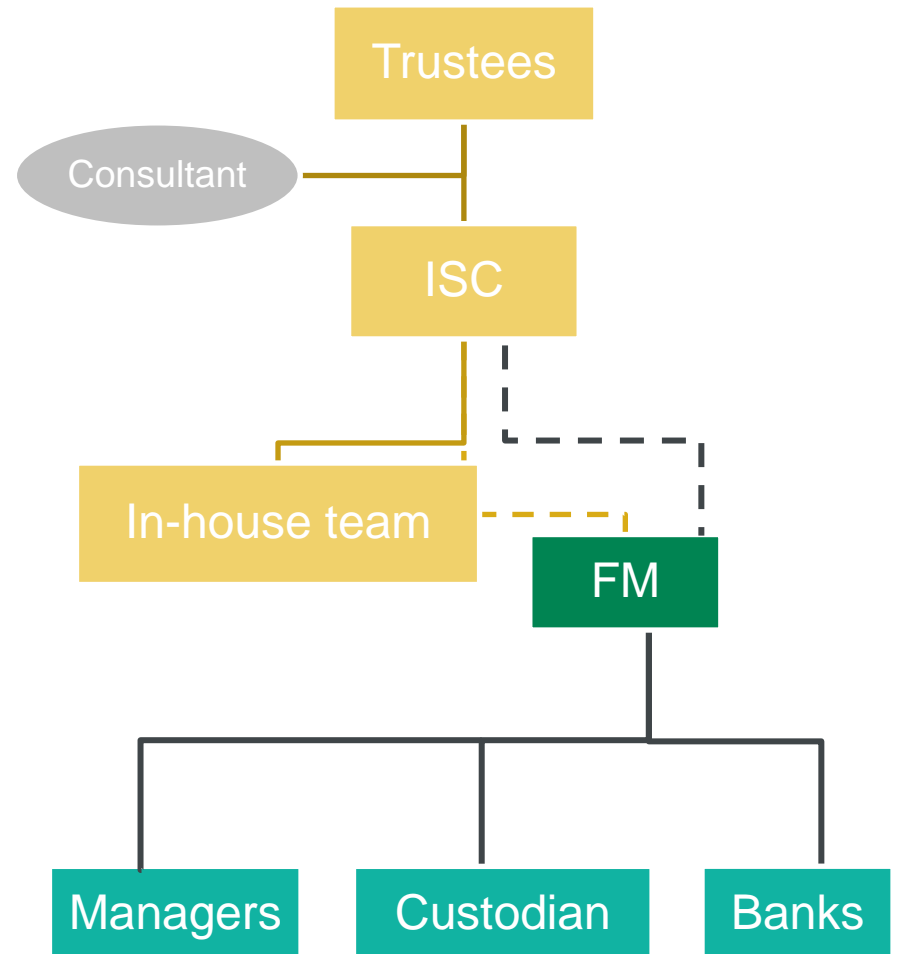 Trustees
Consultant
ISC
In-house team
FM
Managers
Custodian
Banks